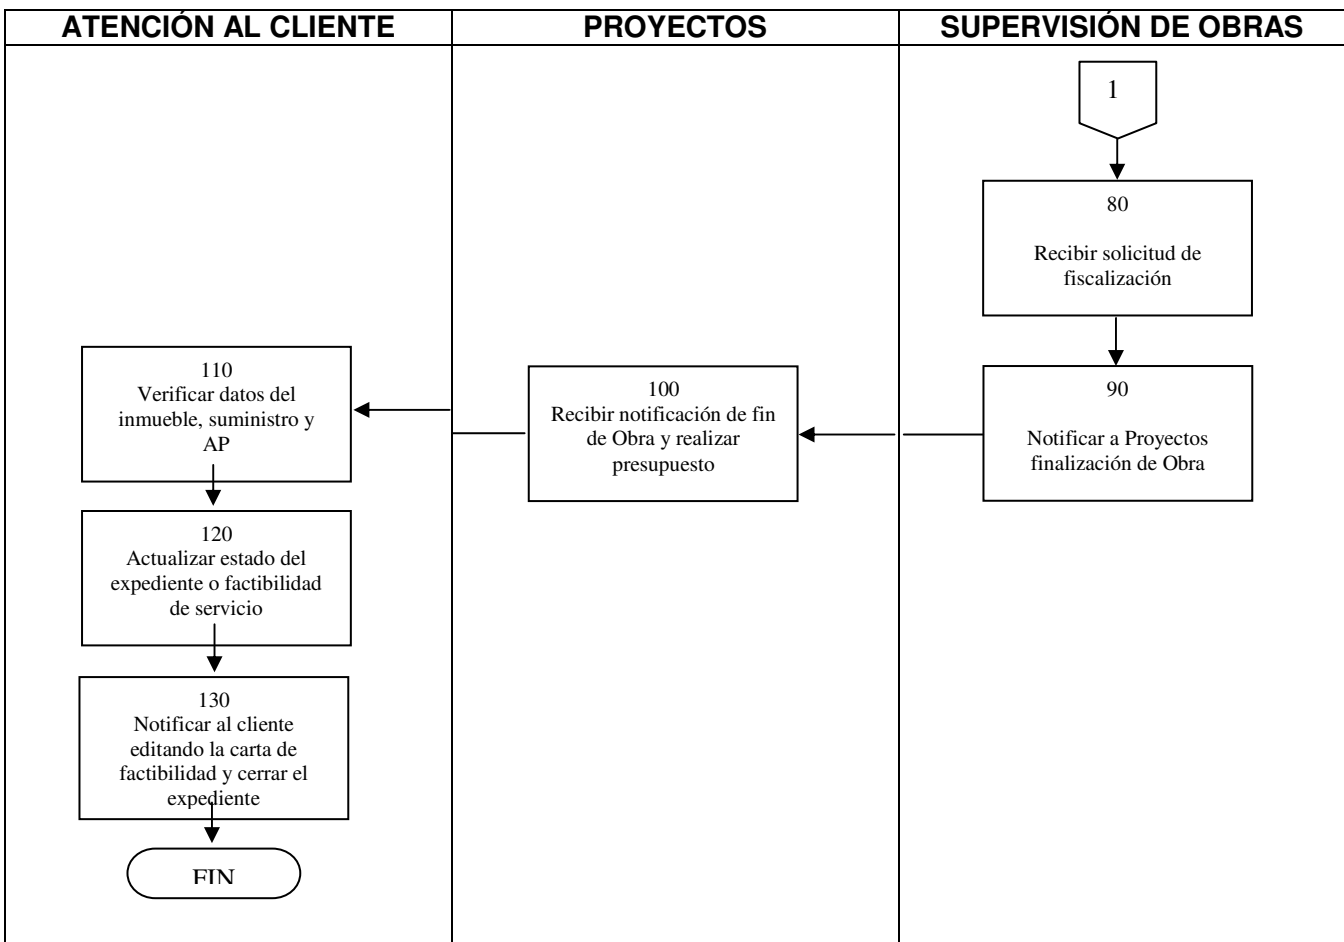 ATENCIÓN AL CLIENTE
PROYECTOS
SUPERVISIÓN DE OBRAS
1
80
Recibir solicitud de
fiscalización
90
Notificar a Proyectos
finalización de Obra
100
Recibir notificación de fin
de Obra y realizar
presupuesto
110
Verificar datos del
inmueble, suministro y
AP
120
Actualizar estado del
expediente o factibilidad
de servicio
130
Notificar al cliente
editando la carta de
factibilidad y cerrar el
expediente
FIN